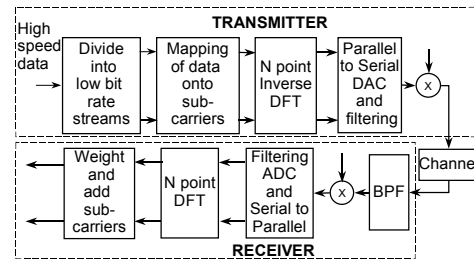 TRANSMITTER
High
speed
data
Divide
into
low bit
rate
streams
Mapping
of data
onto
sub-
carriers
N point
Inverse
DFT
Parallel
to Serial
DAC
and
filtering
x
Channel
Weight
and
add
sub-
carriers
N point
DFT
Filtering
ADC
and
Serial to
Parallel
x
BPF
RECEIVER